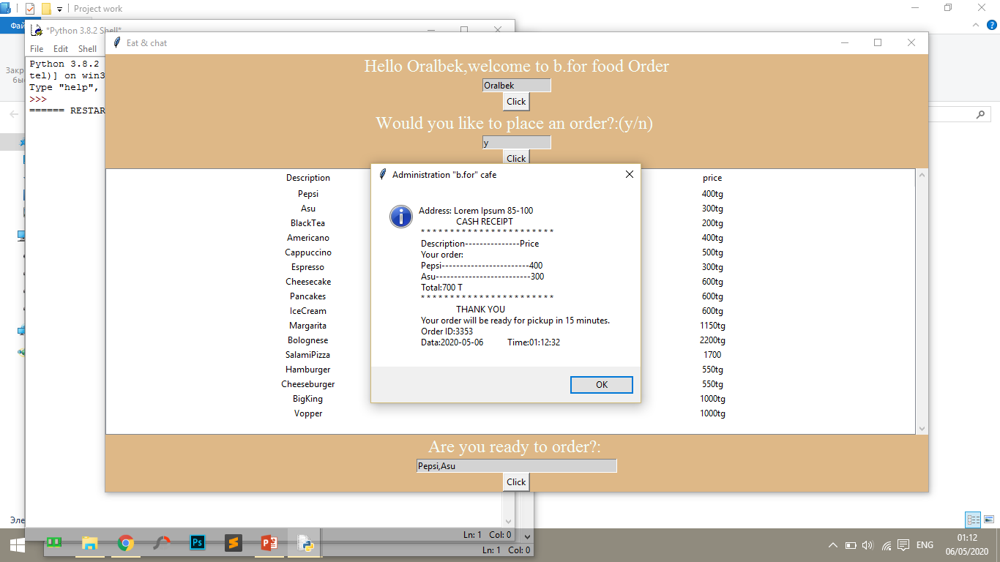 Project work
Фай
*Python 3.8.2 Shell*
File Edit Shell
Python 3.8.2
tel)] on win3
Type "help",
>>>
====== RESTAR
Eat & chat
Hello Oralbek,welcome to b.for food Order
Oralbek
Click
Would you like to place an order?:(y/n)
y
Click
Description price
Pepsi 400tg
Asu 300tg
BlackTea 200tg
Americano 400tg
Cappuccino 500tg
Espresso 300tg
Cheesecake 600tg
Pancakes 600tg
IceCream 600tg
Margarita 1150tg
Bolognese 2200tg
SalamiPizza 1700
Hamburger 550tg
Cheeseburger 550tg
BigKing 1000tg
Vopper 1000tg
Administration "b.for" cafe
Address: Lorem Ipsum 85-100
CASH RECEIPT
* * * * * * * * * * * * * * * * * * * * * * *
Description---------------Price
Your order:
Pepsi------------------------400
Asu--------------------------300
Total:700 T
* * * * * * * * * * * * * * * * * * * * * * *
THANK YOU
Your order will be ready for pickup in 15 minutes.
Order ID:3353
Data:2020-05-06 Time:01:12:32
OK
Are you ready to order?:
Pepsi,Asu
Click
Эле
Ln: 1 Col: 0
Ln: 1 Col: 0
Ps
ENG
01:12
06/05/2020